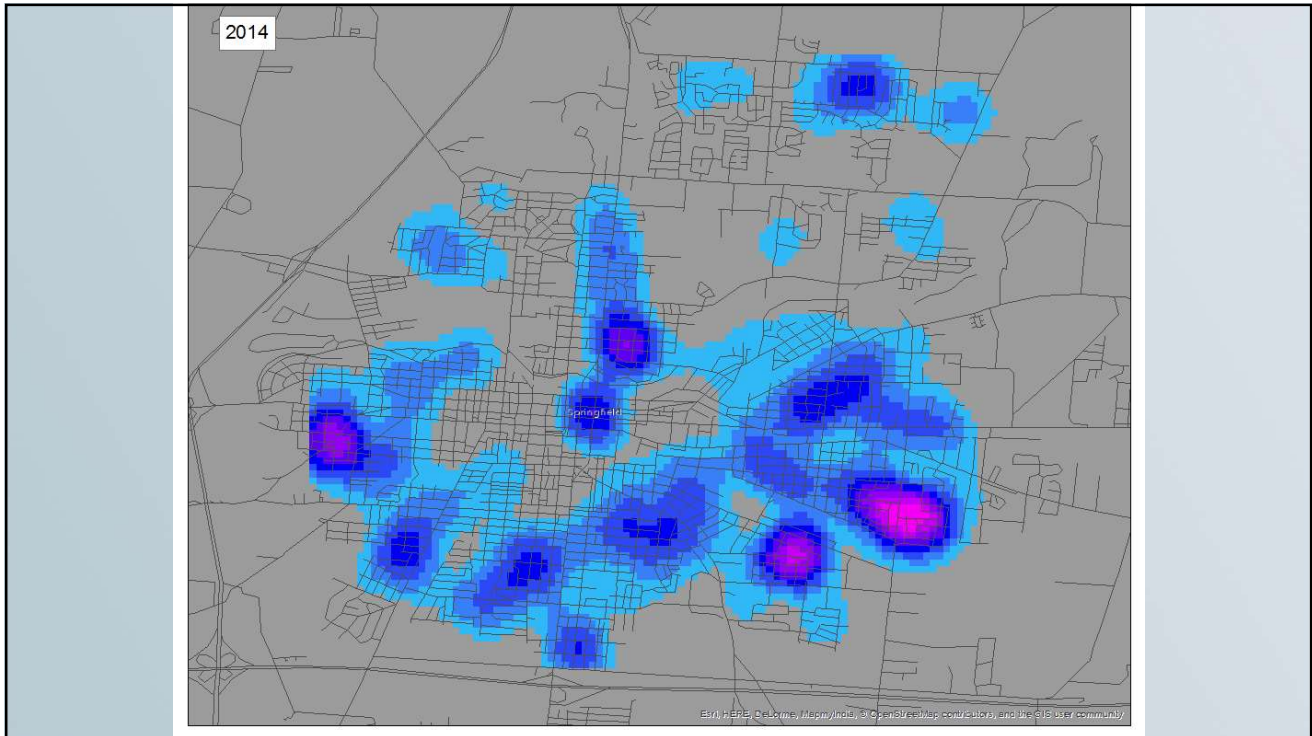 2014
Springfield
Esri, HERE, DeLorme, MapmyIndia, © OpenStreetMap contributors, and the GIS user community